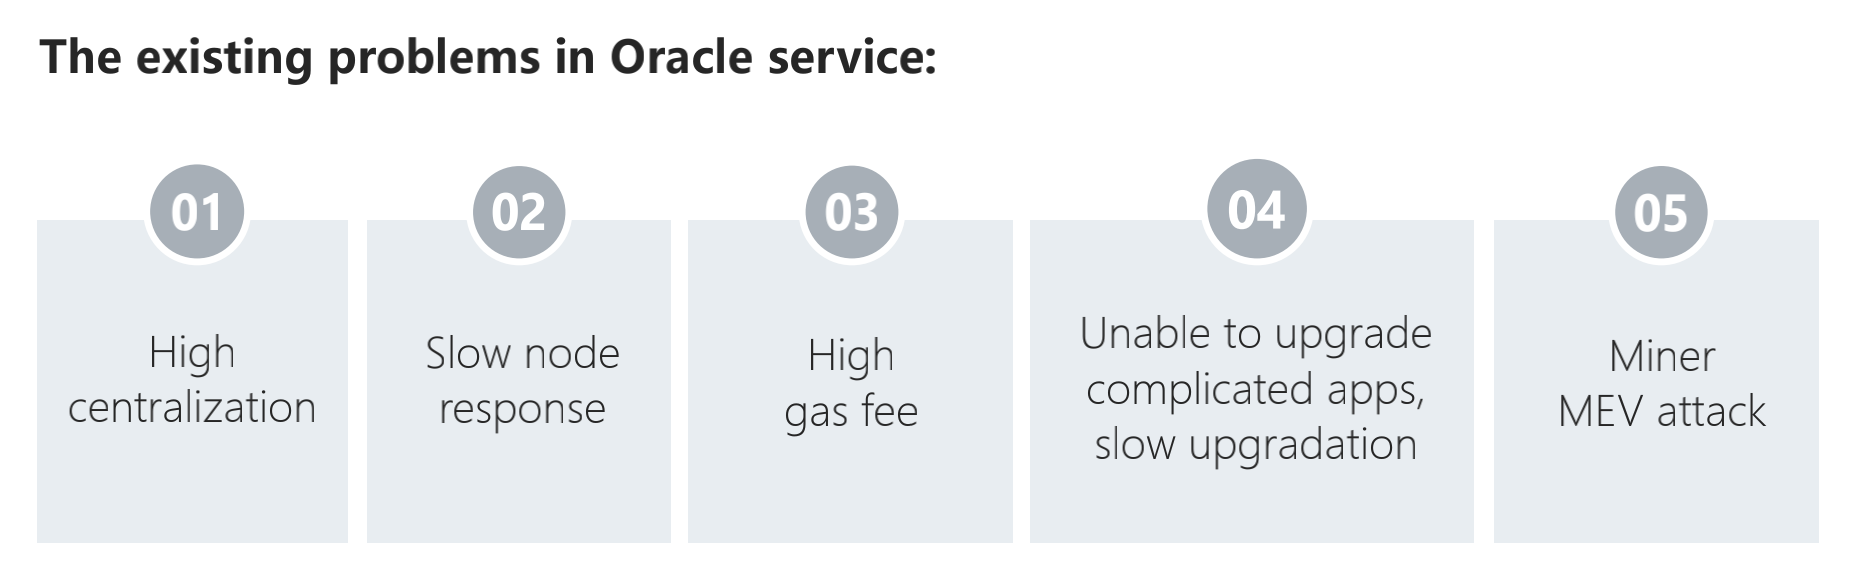 The existing problems in Oracle service:
01
High
centralization
02
Slow node
response
03
High
gas fee
04
Unable to upgrade
complicated apps,
slow upgradation
05
Miner
MEV attack